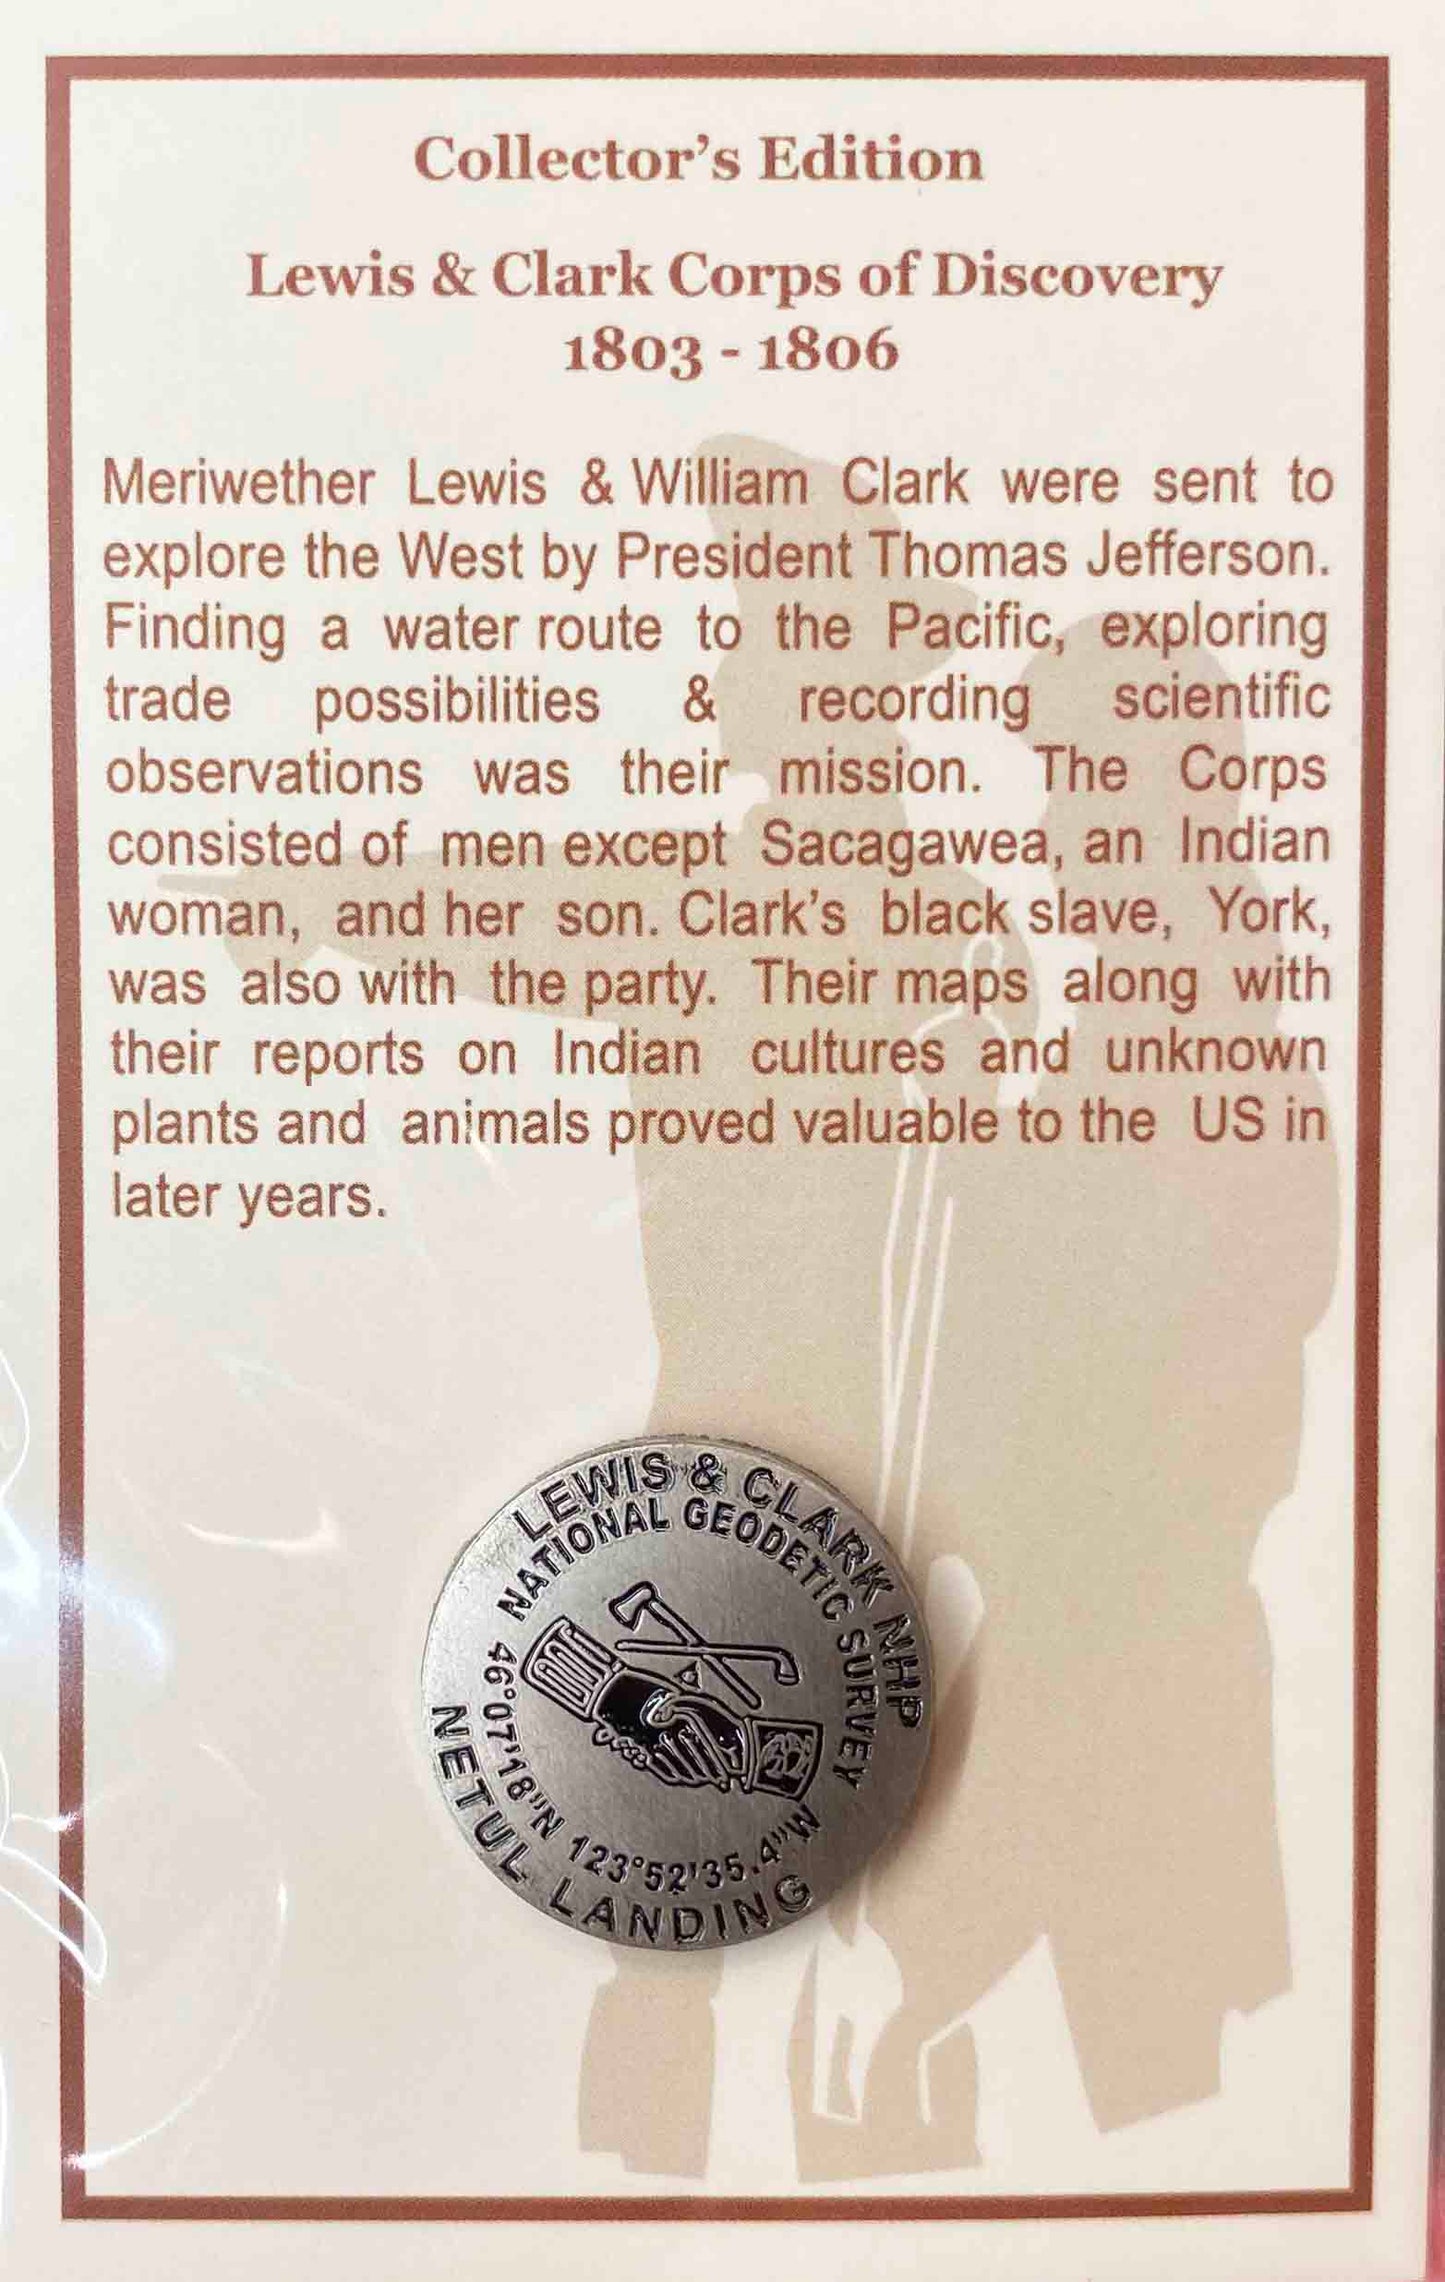 Collector's Edition
Lewis & Clark Corps of Discovery
1803 - 1806
Meriwether Lewis & William Clark were sent to
explore the West by President Thomas Jefferson.
Finding a water route to the Pacific, exploring
trade possibilities & recording scientific
observations was their mission. The Corps
consisted of men except Sacagawea, an Indian
woman, and her son. Clark's black slave, York,
was also with the party. Their maps along with
their reports on Indian cultures and unknown
plants and animals proved valuable to the US in
later years.
LEWIS & CLARK NHP
NATIONAL GEODETIC SURVEY
46°07'18"N 123°52'35.4"W
NETUL LANDING